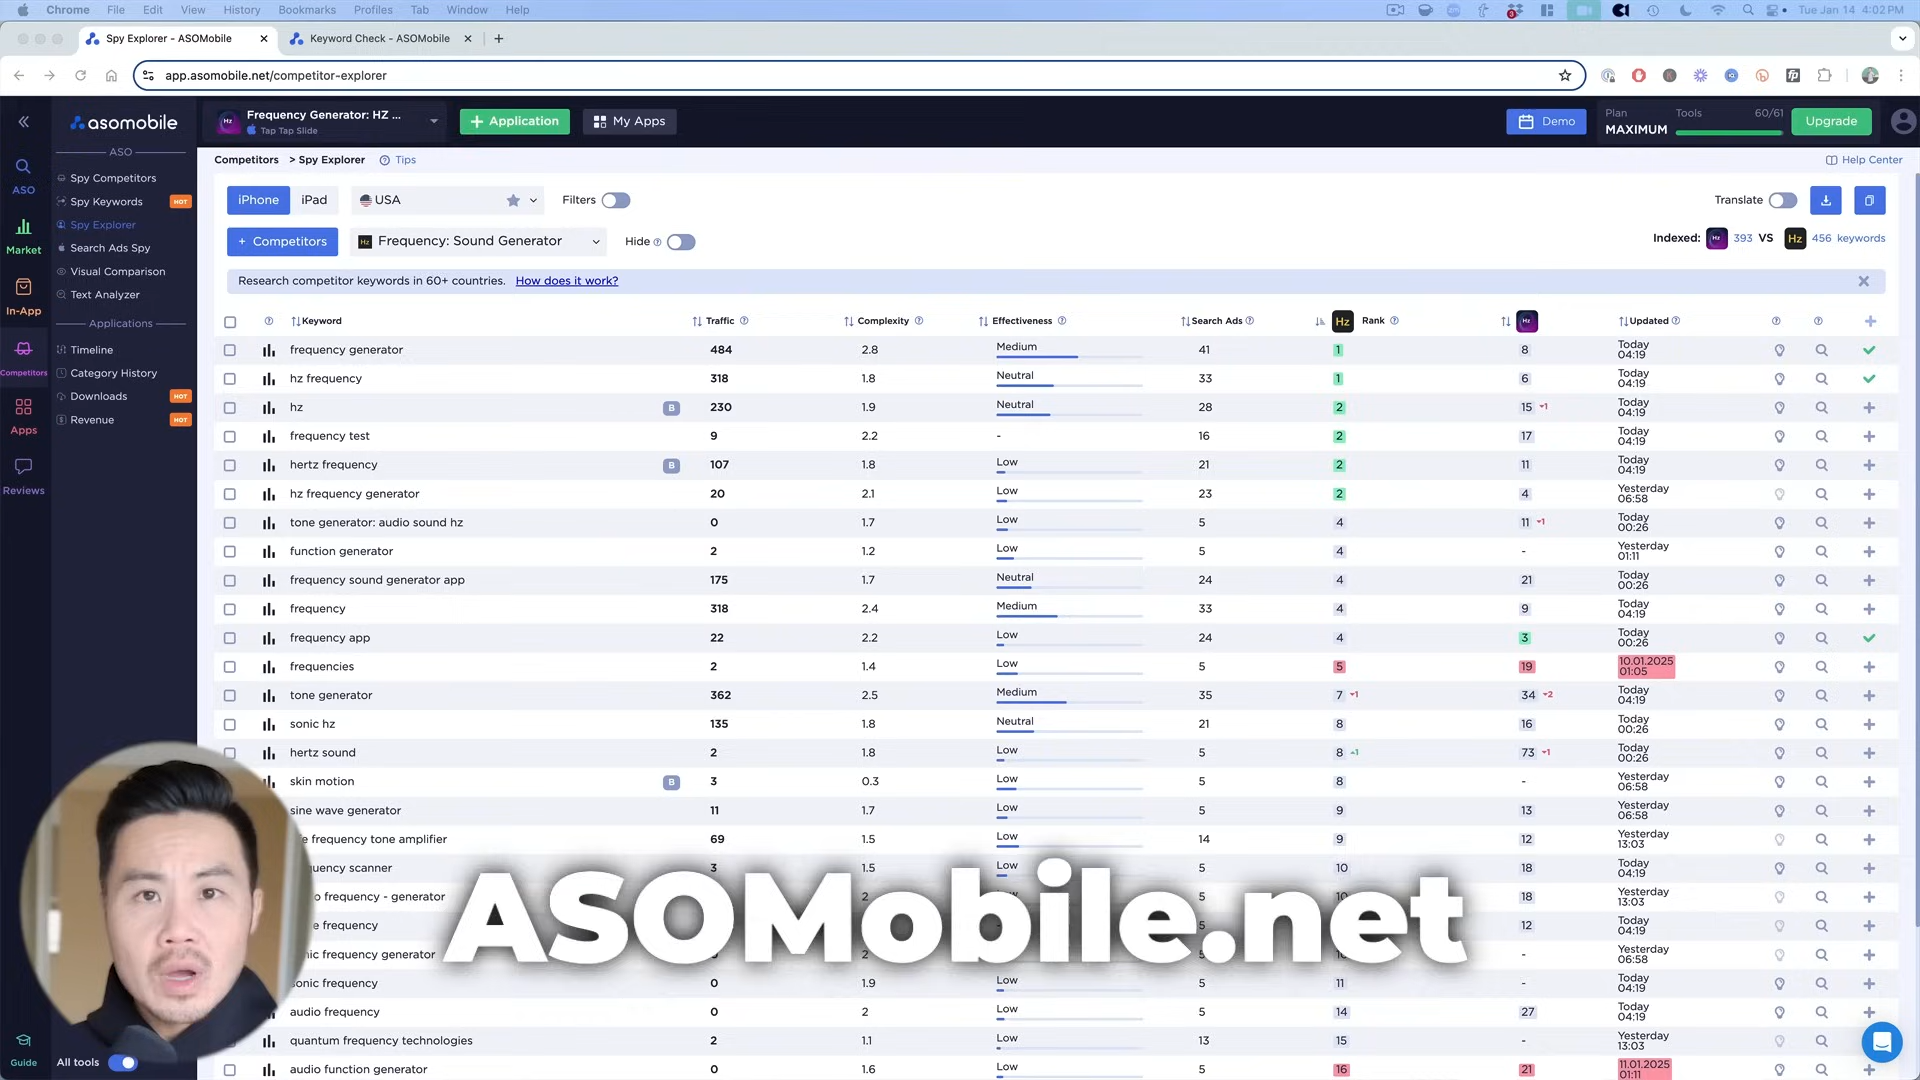 Chrome File Edit View History Bookmarks Profiles Tab Window Help
Tue Jan 14 4:02 PM
Spy Explorer - ASOMobile
Keyword Check - ASOMobile
app.asomobile.net/competitor-explorer
asomobile
Frequency Generator: HZ ...
Tap Tap Slide
+ Application
My Apps
Demo
Plan
MAXIMUM
Tools 60/61
Upgrade
ASO
Market
In-App
Competitors
Apps
Reviews
Guide
ASO
Spy Competitors
Spy Keywords HOT
Spy Explorer
Search Ads Spy
Visual Comparison
Text Analyzer
Applications
Timeline
Category History
Downloads HOT
Revenue HOT
All tools
Competitors > Spy Explorer Tips
Help Center
iPhone iPad USA Filters
Translate
+ Competitors Hz Frequency: Sound Generator Hide
Indexed: Hz 393 VS Hz 456 keywords
Research competitor keywords in 60+ countries. How does it work?
Keyword Traffic Complexity Effectiveness Search Ads Hz Rank Hz Updated
frequency generator 484 2.8 Medium 41 1 8 Today 04:19
hz frequency 318 1.8 Neutral 33 1 6 Today 04:19
hz B 230 1.9 Neutral 28 2 15 1 Today 04:19
frequency test 9 2.2 - 16 2 17 Today 04:19
hertz frequency B 107 1.8 Low 21 2 11 Today 04:19
hz frequency generator 20 2.1 Low 23 2 4 Yesterday 06:58
tone generator: audio sound hz 0 1.7 Low 5 4 11 1 Today 00:26
function generator 2 1.2 Low 5 4 - Yesterday 01:11
frequency sound generator app 175 1.7 Neutral 24 4 21 Today 00:26
frequency 318 2.4 Medium 33 4 9 Today 04:19
frequency app 22 2.2 Low 24 4 3 Today 00:26
frequencies 2 1.4 Low 5 5 19 10.01.2025 01:05
tone generator 362 2.5 Medium 35 7 1 34 2 Today 04:19
sonic hz 135 1.8 Neutral 21 8 16 Today 00:26
hertz sound 2 1.8 Low 5 8 1 73 1 Today 00:26
skin motion B 3 0.3 Low 5 8 - Yesterday 06:58
sine wave generator 11 1.7 Low 5 9 13 Yesterday 06:58
frequency tone amplifier 69 1.5 Low 14 9 12 Yesterday 13:03
scanner 3 1.5 Low 5 10 18 Today 04:19
frequency - generator 2 5 18 Yesterday 13:03
frequency 5 12 Today 04:19
frequency generator 2 5 - Yesterday 06:58
frequency 0 1.9 Low 5 11 - Today 04:19
audio frequency 0 2 Low 5 14 27 Today 04:19
quantum frequency technologies 2 1.1 Low 13 15 - Yesterday 13:03
audio function generator 0 1.6 Low 5 16 21 11.01.2025 01:11
ASOMobile.net